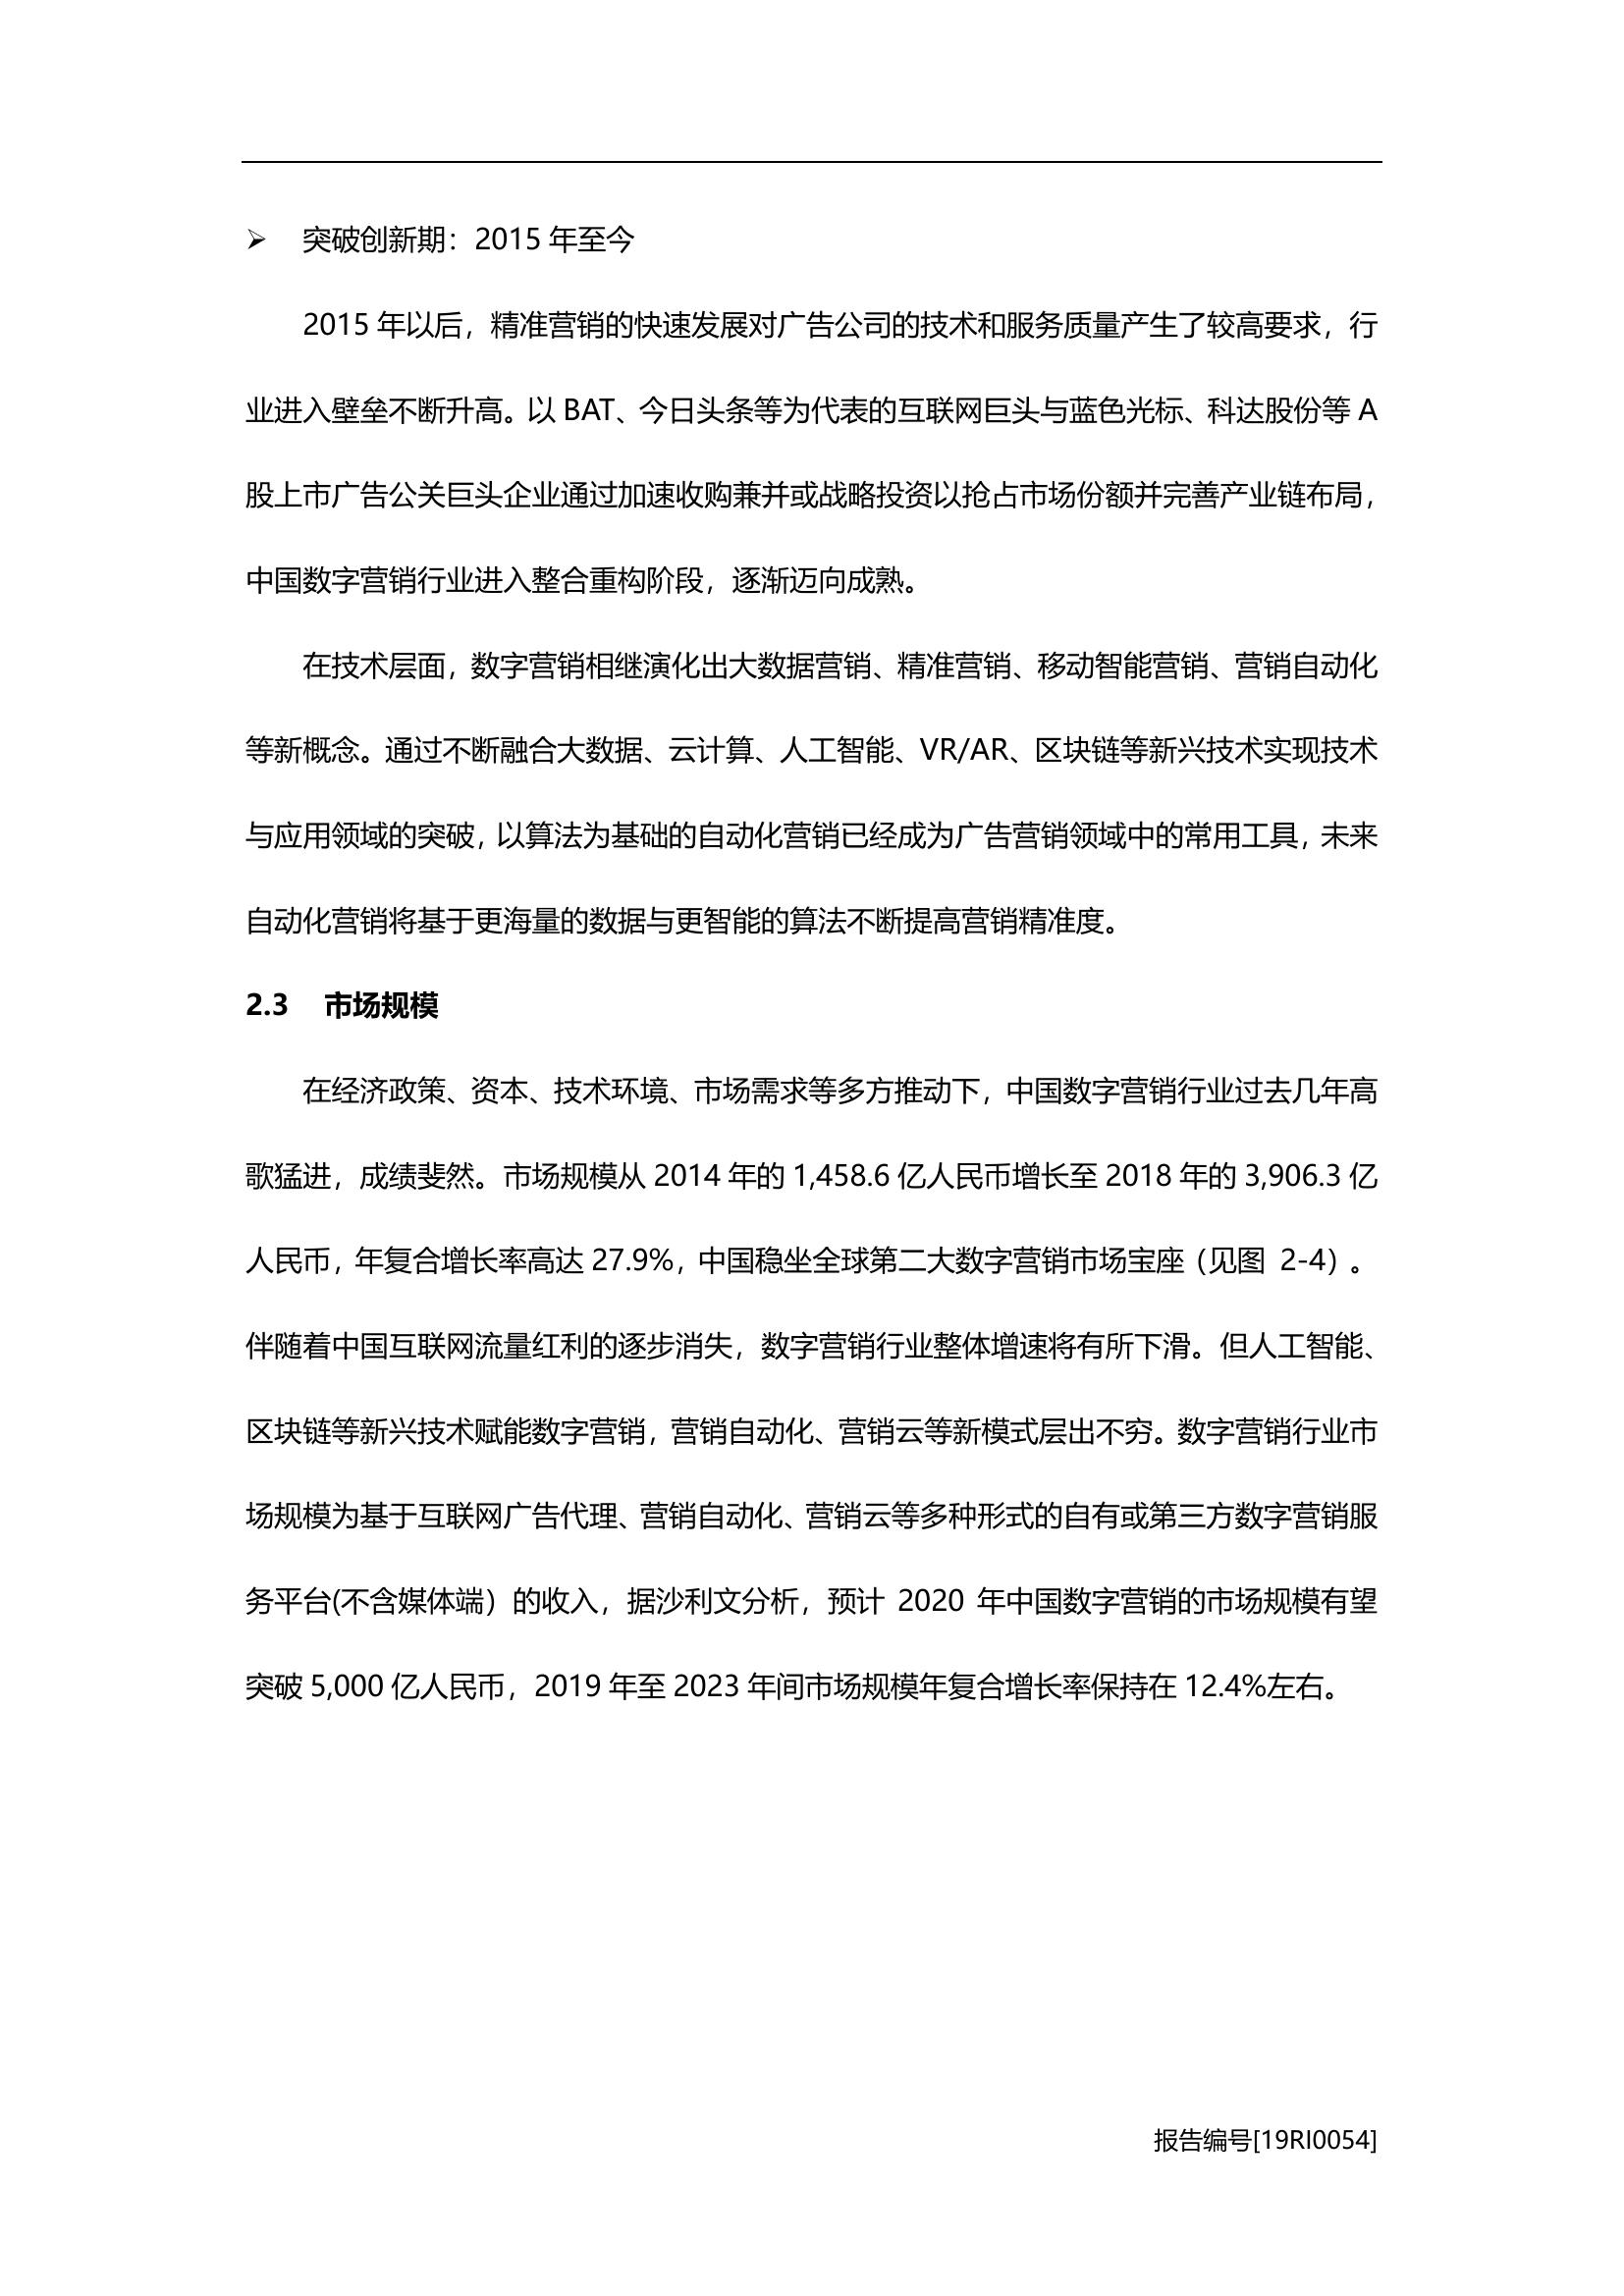 ➢ 突破创新期：2015 年至今
2015 年以后，精准营销的快速发展对广告公司的技术和服务质量产生了较高要求，行
业进入壁垒不断升高。以 BAT、今日头条等为代表的互联网巨头与蓝色光标、科达股份等 A
股上市广告公关巨头企业通过加速收购兼并或战略投资以抢占市场份额并完善产业链布局，
中国数字营销行业进入整合重构阶段，逐渐迈向成熟。
在技术层面，数字营销相继演化出大数据营销、精准营销、移动智能营销、营销自动化
等新概念。通过不断融合大数据、云计算、人工智能、VR/AR、区块链等新兴技术实现技术
与应用领域的突破，以算法为基础的自动化营销已经成为广告营销领域中的常用工具，未来
自动化营销将基于更海量的数据与更智能的算法不断提高营销精准度。
2.3 市场规模
在经济政策、资本、技术环境、市场需求等多方推动下，中国数字营销行业过去几年高
歌猛进，成绩斐然。市场规模从 2014 年的 1,458.6 亿人民币增长至 2018 年的 3,906.3 亿
人民币，年复合增长率高达 27.9%，中国稳坐全球第二大数字营销市场宝座（见图 2-4）。
伴随着中国互联网流量红利的逐步消失，数字营销行业整体增速将有所下滑。但人工智能、
区块链等新兴技术赋能数字营销，营销自动化、营销云等新模式层出不穷。数字营销行业市
场规模为基于互联网广告代理、营销自动化、营销云等多种形式的自有或第三方数字营销服
务平台(不含媒体端）的收入，据沙利文分析，预计 2020 年中国数字营销的市场规模有望
突破 5,000 亿人民币，2019 年至 2023 年间市场规模年复合增长率保持在 12.4%左右。
报告编号[19RI0054]